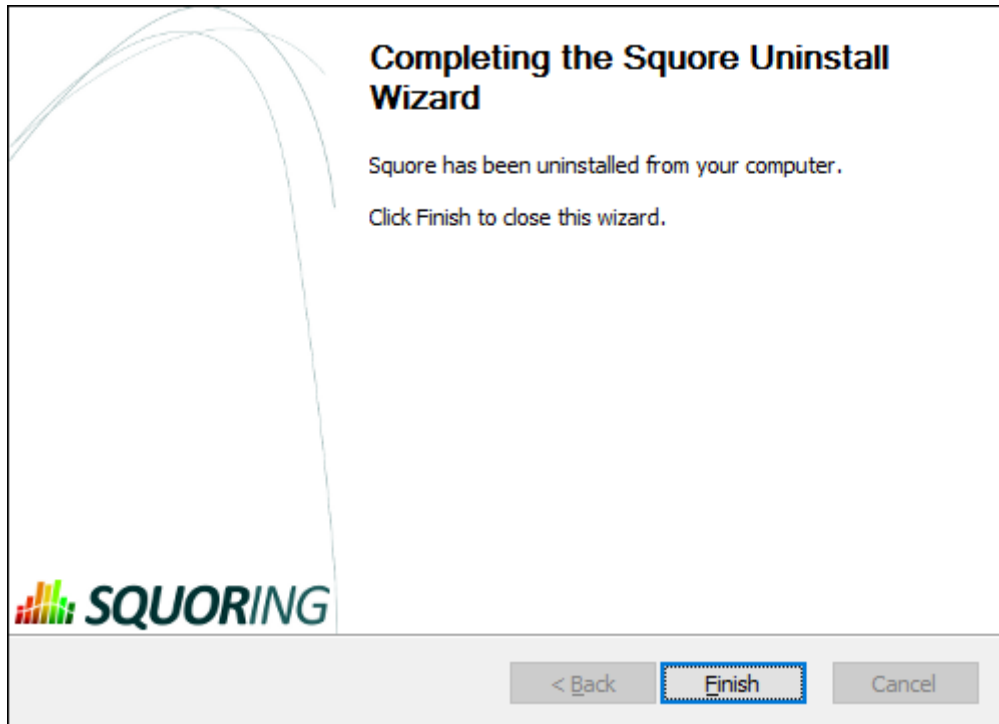 Completing the Squore Uninstall
Wizard
Squore has been uninstalled from your computer.
Click Finish to close this wizard.
SQUORING
< Back
Finish
Cancel